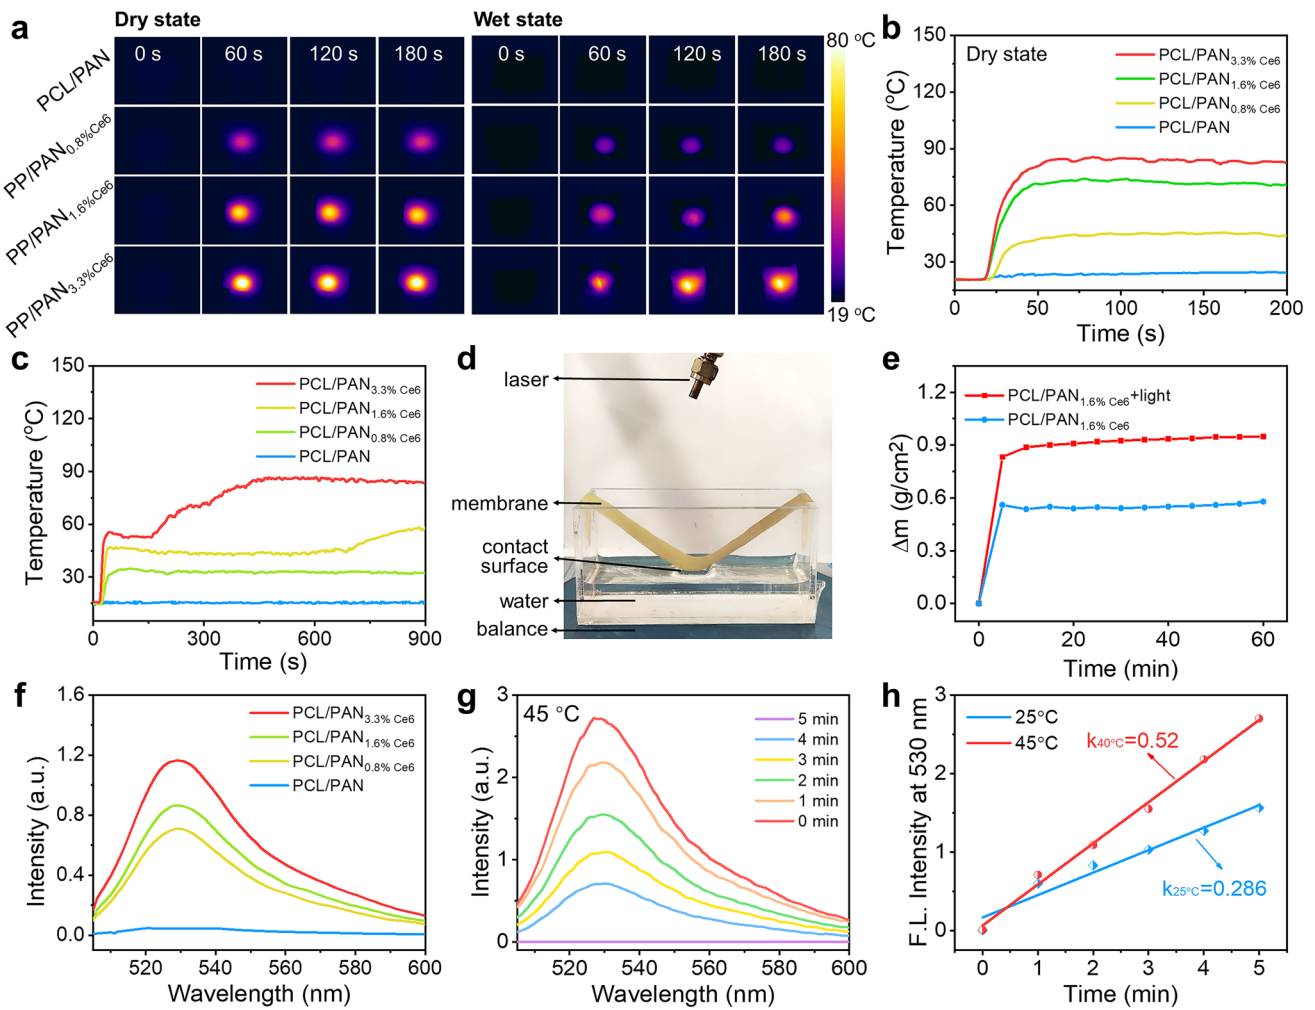 a
Dry state
Wet state
0 s 60 s 120 s 180 s
0 s 60 s 120 s 180 s
PCL/PAN
PP/PAN0.8%Ce6
PP/PAN1.6%Ce6
PP/PAN3.3%Ce6
80 °C
19 °C
b
Dry state
PCL/PAN3.3% Ce6
PCL/PAN1.6% Ce6
PCL/PAN0.8% Ce6
PCL/PAN
Temperature (°C)
150
120
90
60
30
0 50 100 150 200
Time (s)
c
PCL/PAN3.3% Ce6
PCL/PAN1.6% Ce6
PCL/PAN0.8% Ce6
PCL/PAN
Temperature (°C)
150
120
90
60
30
0 300 600 900
Time (s)
d
laser
membrane
contact
surface
water
balance
e
PCL/PAN1.6% Ce6+light
PCL/PAN1.6% Ce6
Δm (g/cm2)
1.2
0.9
0.6
0.3
0.0
0 20 40 60
Time (min)
f
PCL/PAN3.3% Ce6
PCL/PAN1.6% Ce6
PCL/PAN0.8% Ce6
PCL/PAN
Intensity (a.u.)
1.6
1.2
0.8
0.4
0.0
520 540 560 580 600
Wavelength (nm)
g
45 °C
5 min
4 min
3 min
2 min
1 min
0 min
Intensity (a.u.)
3
2
1
0
520 540 560 580 600
Wavelength (nm)
h
25°C
45°C
k40°C=0.52
k25°C=0.286
F.L. Intensity at 530 nm
3
2
1
0
0 1 2 3 4 5
Time (min)